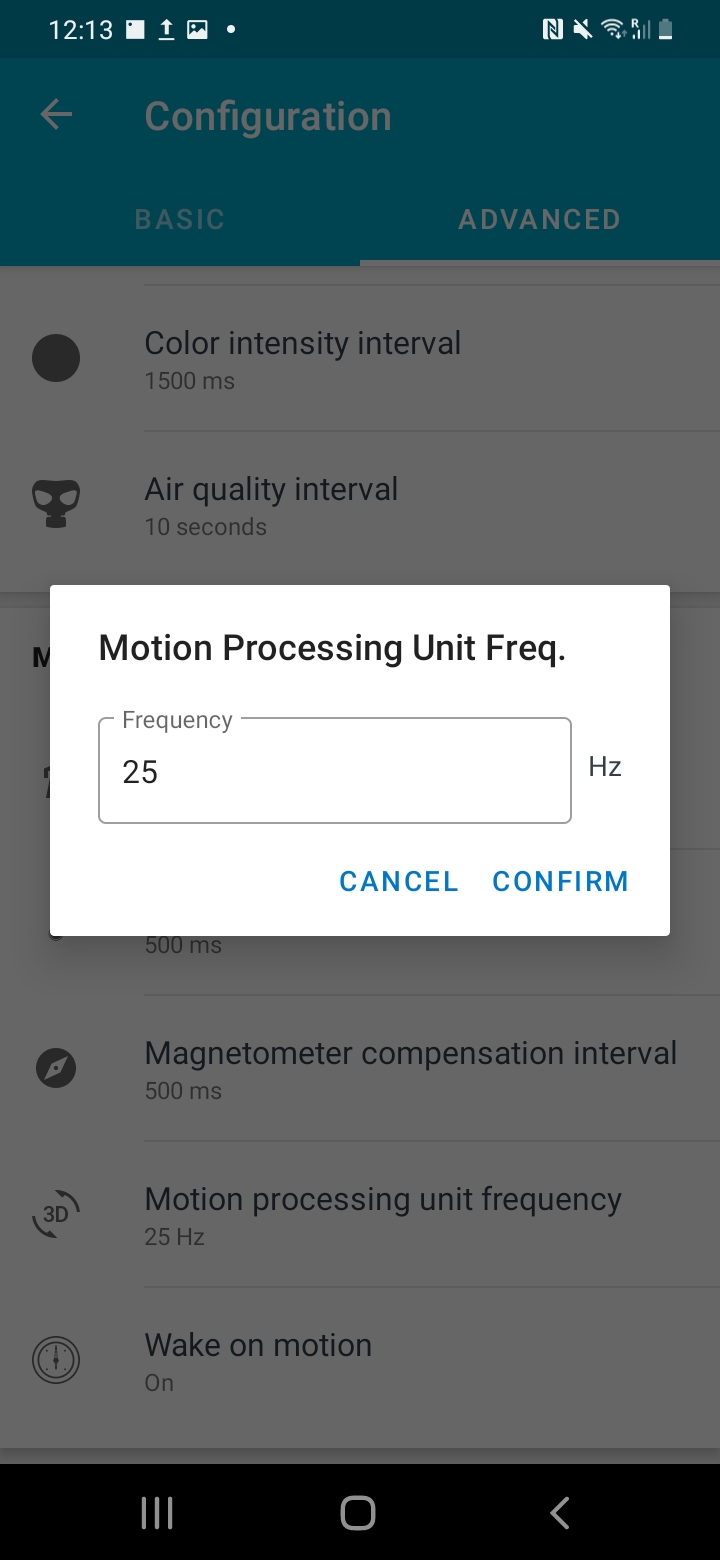 12:13
Configuration
BASIC
ADVANCED
Color intensity interval
1500 ms
Air quality interval
10 seconds
M
Motion Processing Unit Freq.
Frequency
25
Hz
CANCEL
CONFIRM
500 ms
Magnetometer compensation interval
500 ms
3D
Motion processing unit frequency
25 Hz
Wake on motion
On